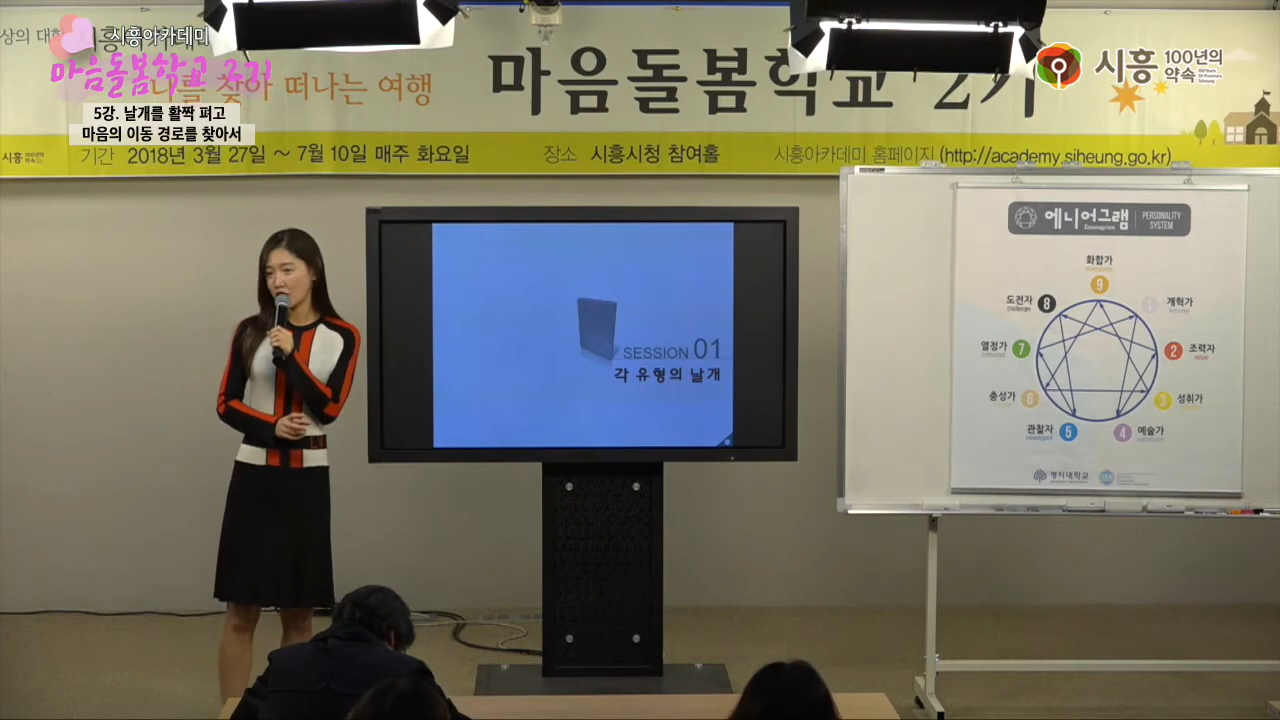 시흥아카데미
마음돌봄학교 2기
5강. 날개를 활짝 펴고
마음의 이동 경로를 찾아서
나를 찾아 떠나는 여행
마음돌봄학교 2기
시흥 100년의 약속
기간 2018년 3월 27일 ~ 7월 10일 매주 화요일
장소 시흥시청 참여홀
시흥아카데미 홈페이지 (http://academy.siheung.go.kr)
SESSION 01
각 유형의 날개
에니어그램 PERSONALITY SYSTEM
Enneagram
화합가
9
도전자 8
Challenger
1 개혁가
열정가 7
2 조력자
Helper
충성가 6
3 성취가
관찰자 5
Investigator
4 예술가
명지대학교